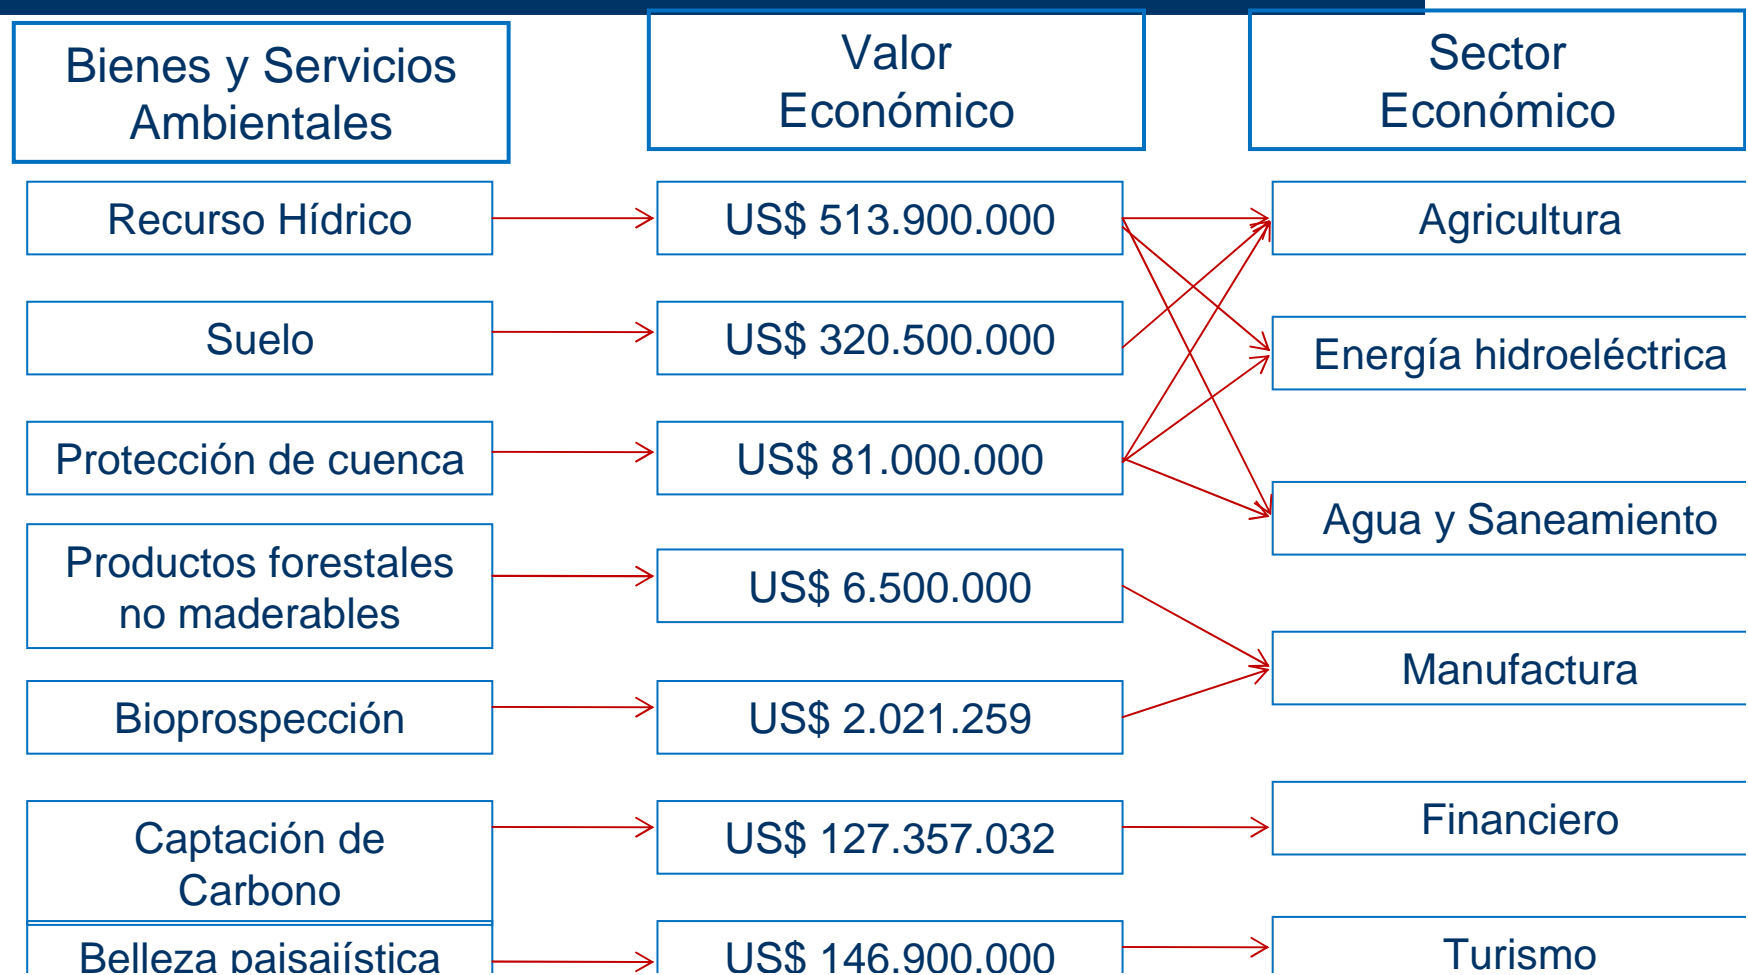 Bienes y Servicios
Ambientales
Valor
Económico
Sector
Económico
Recurso Hídrico
US$ 513.900.000
Agricultura
Suelo
US$ 320.500.000
Energía hidroeléctrica
Protección de cuenca
US$ 81.000.000
Agua y Saneamiento
Productos forestales
no maderables
US$ 6.500.000
Manufactura
Bioprospección
US$ 2.021.259
Captación de
Carbono
US$ 127.357.032
Financiero
Belleza paisajística
US$ 146.900.000
Turismo